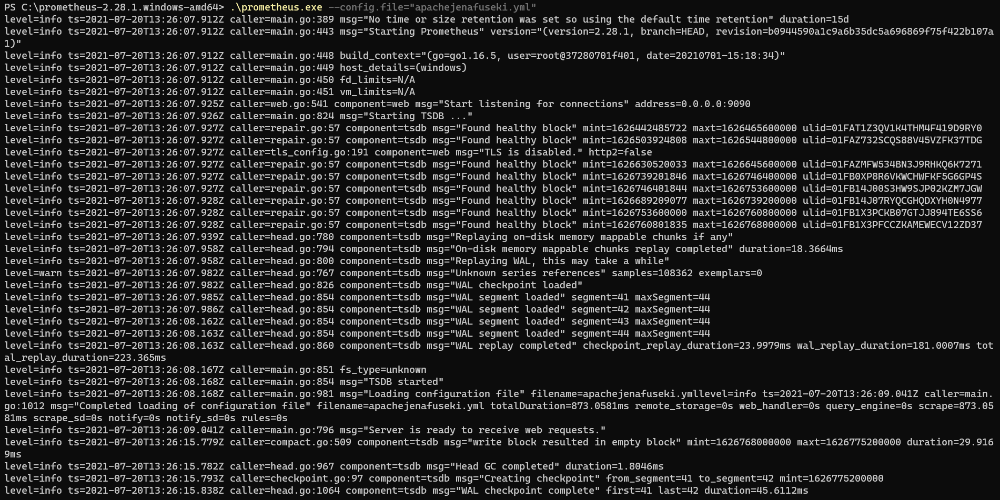 PS C:\prometheus-2.28.1.windows-amd64> .\prometheus.exe --config.file="apachejenafuseki.yml"
level=info ts=2021-07-20T13:26:07.912Z caller=main.go:389 msg="No time or size retention was set so using the default time retention" duration=15d
level=info ts=2021-07-20T13:26:07.912Z caller=main.go:443 msg="Starting Prometheus" version="(version=2.28.1, branch=HEAD, revision=b0944590a1c9a6b35dc5a696869f75f422b107a
1)"
level=info ts=2021-07-20T13:26:07.912Z caller=main.go:448 build_context="(go=go1.16.5, user=root@37280701f401, date=20210701-15:18:34)"
level=info ts=2021-07-20T13:26:07.912Z caller=main.go:449 host_details=(windows)
level=info ts=2021-07-20T13:26:07.912Z caller=main.go:450 fd_limits=N/A
level=info ts=2021-07-20T13:26:07.912Z caller=main.go:451 vm_limits=N/A
level=info ts=2021-07-20T13:26:07.925Z caller=web.go:541 component=web msg="Start listening for connections" address=0.0.0.0:9090
level=info ts=2021-07-20T13:26:07.926Z caller=main.go:824 msg="Starting TSDB ..."
level=info ts=2021-07-20T13:26:07.927Z caller=repair.go:57 component=tsdb msg="Found healthy block" mint=1626442485722 maxt=1626465600000 ulid=01FAT1Z3QV1K4THM4F419D9RY0
level=info ts=2021-07-20T13:26:07.927Z caller=repair.go:57 component=tsdb msg="Found healthy block" mint=1626503924808 maxt=1626544800000 ulid=01FAZ732SCQS88V45VZFK37TDG
level=info ts=2021-07-20T13:26:07.927Z caller=tls_config.go:191 component=web msg="TLS is disabled." http2=false
level=info ts=2021-07-20T13:26:07.927Z caller=repair.go:57 component=tsdb msg="Found healthy block" mint=1626630520033 maxt=1626645600000 ulid=01FAZMFW534BN3J9RHKQ6K7271
level=info ts=2021-07-20T13:26:07.927Z caller=repair.go:57 component=tsdb msg="Found healthy block" mint=1626739201846 maxt=1626746400000 ulid=01FB0XP8R6VKWCHWFKF5G6GP4S
level=info ts=2021-07-20T13:26:07.927Z caller=repair.go:57 component=tsdb msg="Found healthy block" mint=1626746401844 maxt=1626753600000 ulid=01FB14J00S3HW9SJP02KZM7JGW
level=info ts=2021-07-20T13:26:07.928Z caller=repair.go:57 component=tsdb msg="Found healthy block" mint=1626689209077 maxt=1626739200000 ulid=01FB14J07RYQCGHQDXYH0N4977
level=info ts=2021-07-20T13:26:07.928Z caller=repair.go:57 component=tsdb msg="Found healthy block" mint=1626753600000 maxt=1626760800000 ulid=01FB1X3PCKB07GTJJ894TE6SS6
level=info ts=2021-07-20T13:26:07.928Z caller=repair.go:57 component=tsdb msg="Found healthy block" mint=1626760801835 maxt=1626768000000 ulid=01FB1X3PFCCZKAMEWECV12ZD37
level=info ts=2021-07-20T13:26:07.939Z caller=head.go:780 component=tsdb msg="Replaying on-disk memory mappable chunks if any"
level=info ts=2021-07-20T13:26:07.958Z caller=head.go:794 component=tsdb msg="On-disk memory mappable chunks replay completed" duration=18.3664ms
level=info ts=2021-07-20T13:26:07.958Z caller=head.go:800 component=tsdb msg="Replaying WAL, this may take a while"
level=warn ts=2021-07-20T13:26:07.982Z caller=head.go:767 component=tsdb msg="Unknown series references" samples=108362 exemplars=0
level=info ts=2021-07-20T13:26:07.982Z caller=head.go:826 component=tsdb msg="WAL checkpoint loaded"
level=info ts=2021-07-20T13:26:07.985Z caller=head.go:854 component=tsdb msg="WAL segment loaded" segment=41 maxSegment=44
level=info ts=2021-07-20T13:26:07.986Z caller=head.go:854 component=tsdb msg="WAL segment loaded" segment=42 maxSegment=44
level=info ts=2021-07-20T13:26:08.162Z caller=head.go:854 component=tsdb msg="WAL segment loaded" segment=43 maxSegment=44
level=info ts=2021-07-20T13:26:08.163Z caller=head.go:854 component=tsdb msg="WAL segment loaded" segment=44 maxSegment=44
level=info ts=2021-07-20T13:26:08.163Z caller=head.go:860 component=tsdb msg="WAL replay completed" checkpoint_replay_duration=23.9979ms wal_replay_duration=181.0007ms tot
al_replay_duration=223.365ms
level=info ts=2021-07-20T13:26:08.167Z caller=main.go:851 fs_type=unknown
level=info ts=2021-07-20T13:26:08.168Z caller=main.go:854 msg="TSDB started"
level=info ts=2021-07-20T13:26:08.168Z caller=main.go:981 msg="Loading configuration file" filename=apachejenafuseki.ymllevel=info ts=2021-07-20T13:26:09.041Z caller=main.
go:1012 msg="Completed loading of configuration file" filename=apachejenafuseki.yml totalDuration=873.0581ms remote_storage=0s web_handler=0s query_engine=0s scrape=873.05
81ms scrape_sd=0s notify=0s notify_sd=0s rules=0s
level=info ts=2021-07-20T13:26:09.041Z caller=main.go:796 msg="Server is ready to receive web requests."
level=info ts=2021-07-20T13:26:15.779Z caller=compact.go:509 component=tsdb msg="write block resulted in empty block" mint=1626768000000 maxt=1626775200000 duration=29.916
9ms
level=info ts=2021-07-20T13:26:15.782Z caller=head.go:967 component=tsdb msg="Head GC completed" duration=1.8046ms
level=info ts=2021-07-20T13:26:15.793Z caller=checkpoint.go:97 component=tsdb msg="Creating checkpoint" from_segment=41 to_segment=42 mint=1626775200000
level=info ts=2021-07-20T13:26:15.838Z caller=head.go:1064 component=tsdb msg="WAL checkpoint complete" first=41 last=42 duration=45.6112ms